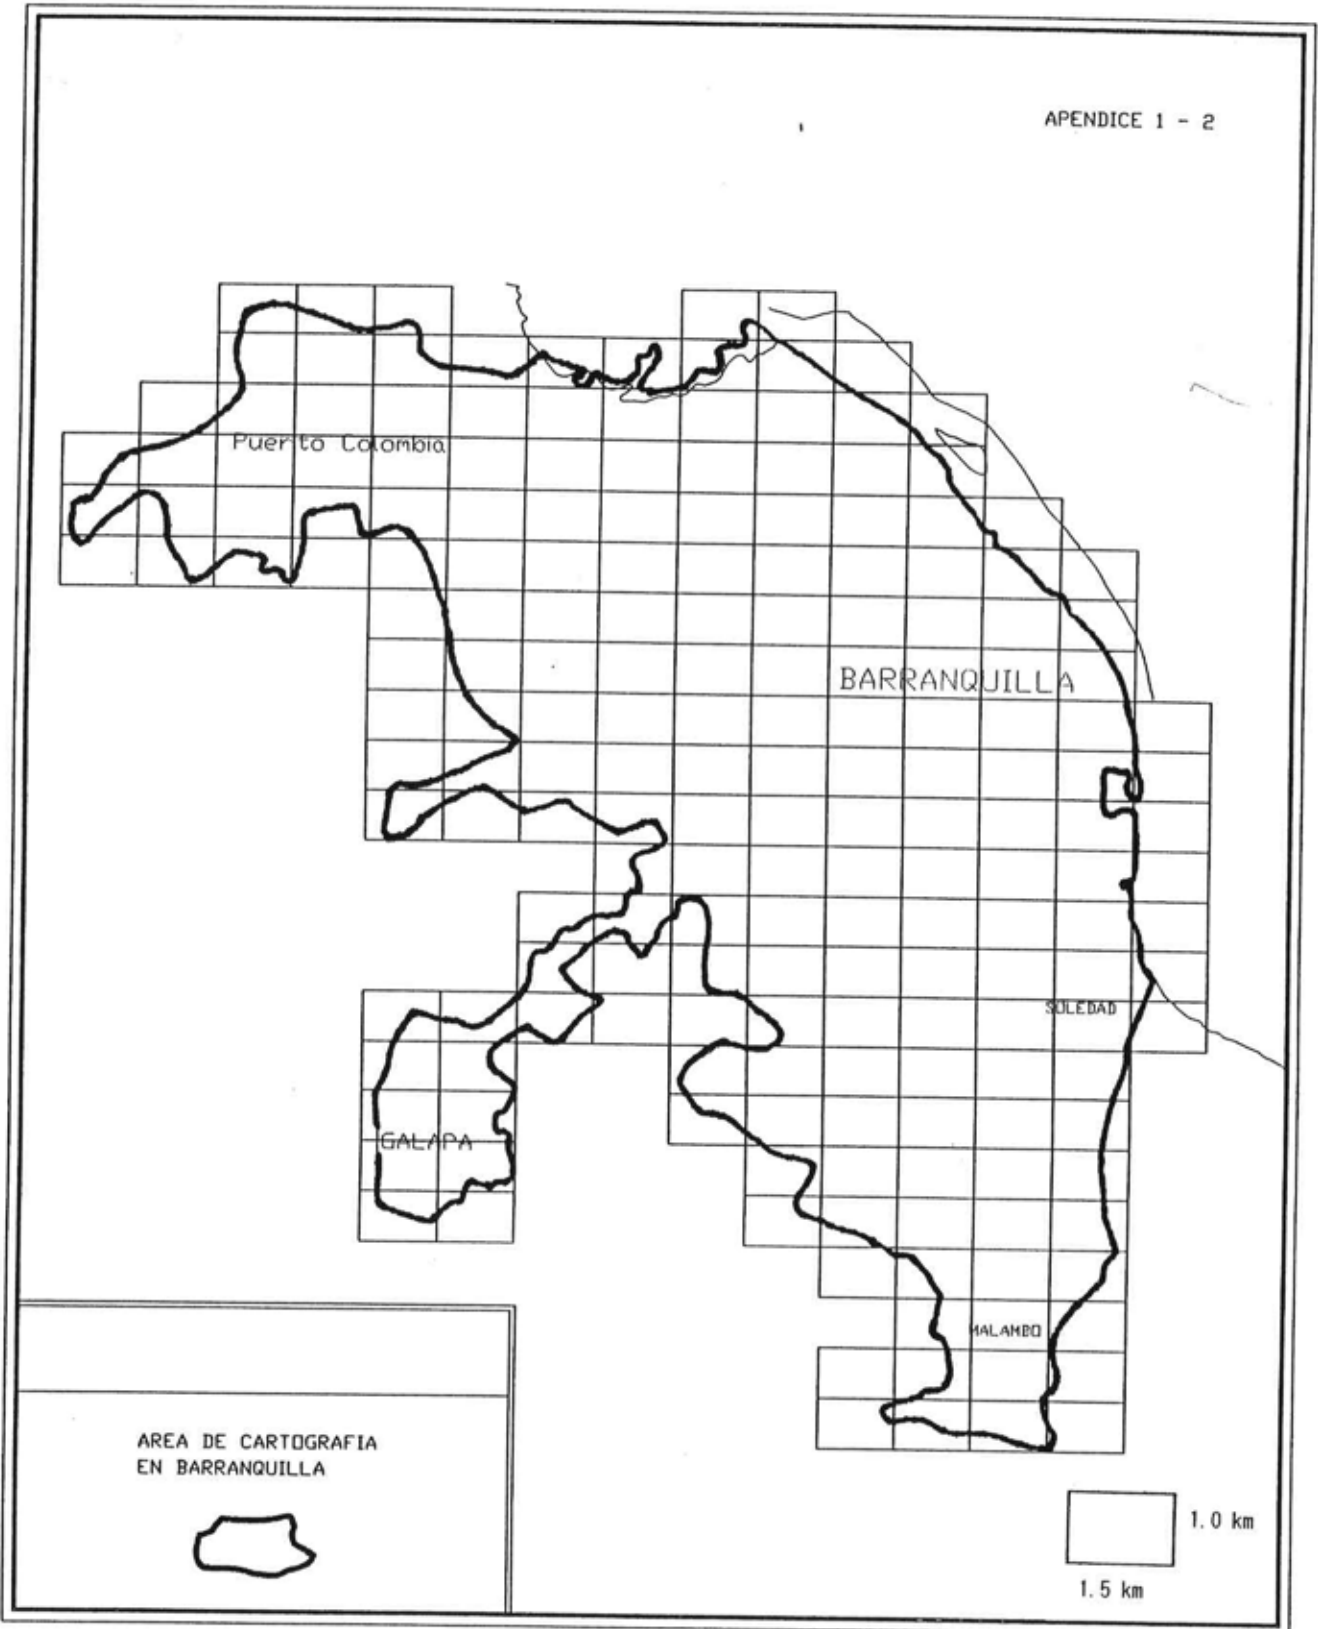 APENDICE 1 - 2
Puerto Colombia
BARRANQUILLA
SOLEDAD
GALAPA
MALAMBO
AREA DE CARTOGRAFIA
EN BARRANQUILLA
1.0 km
1.5 km